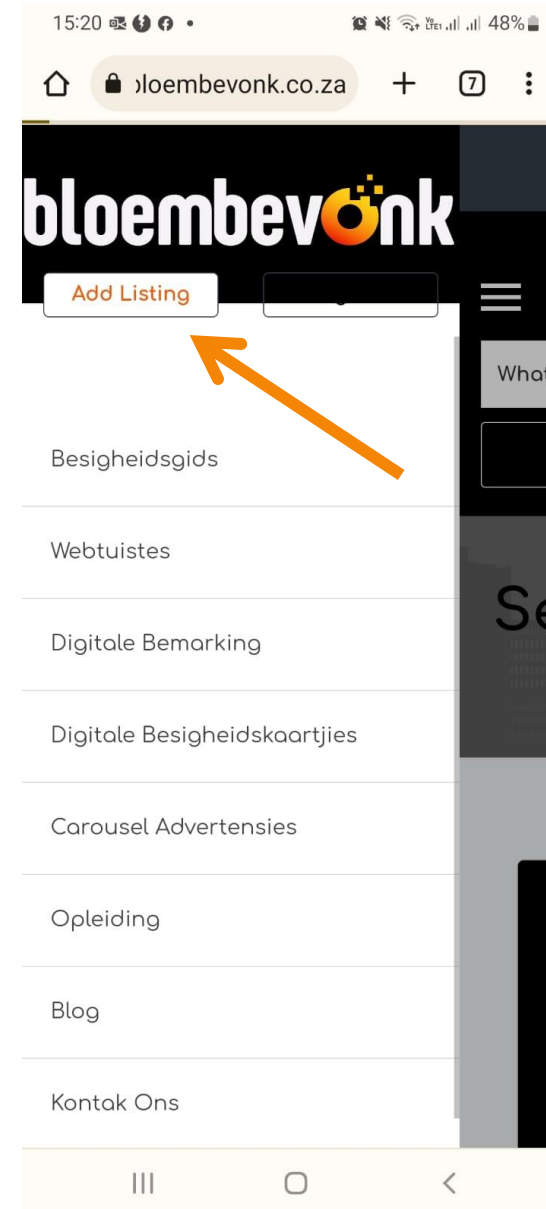 15:20
48%
bloembevonk.co.za
7
bloembevonk
Add Listing
Besigheidsgids
Webtuistes
Digitale Bemarking
Digitale Besigheidskaartjies
Carousel Advertensies
Opleiding
Blog
Kontak Ons